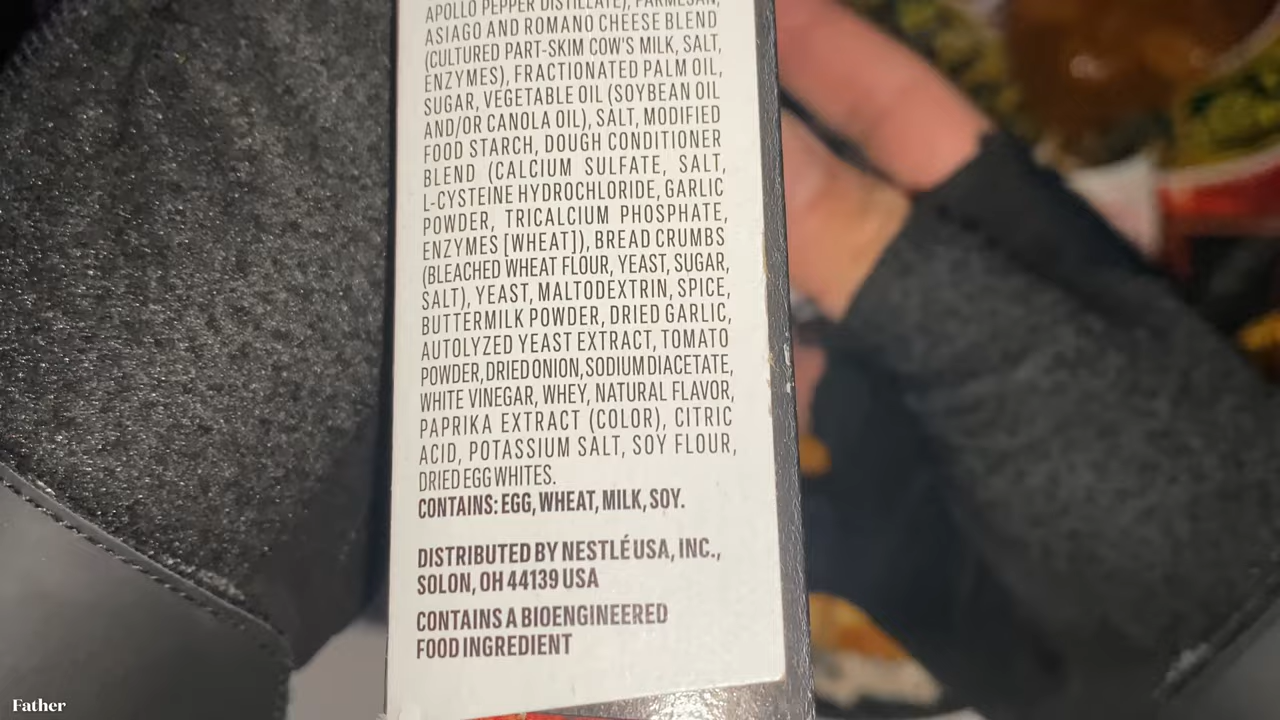 APOLLO PEPPER DISTILLATE), PARMESAN,
ASIAGO AND ROMANO CHEESE BLEND
(CULTURED PART-SKIM COW'S MILK, SALT,
ENZYMES), FRACTIONATED PALM OIL,
SUGAR, VEGETABLE OIL (SOYBEAN OIL
AND/OR CANOLA OIL), SALT, MODIFIED
FOOD STARCH, DOUGH CONDITIONER
BLEND (CALCIUM SULFATE, SALT,
L-CYSTEINE HYDROCHLORIDE, GARLIC
POWDER, TRICALCIUM PHOSPHATE,
ENZYMES [WHEAT]), BREAD CRUMBS
(BLEACHED WHEAT FLOUR, YEAST, SUGAR,
SALT), YEAST, MALTODEXTRIN, SPICE,
BUTTERMILK POWDER, DRIED GARLIC,
AUTOLYZED YEAST EXTRACT, TOMATO
POWDER, DRIED ONION, SODIUM DIACETATE,
WHITE VINEGAR, WHEY, NATURAL FLAVOR,
PAPRIKA EXTRACT (COLOR), CITRIC
ACID, POTASSIUM SALT, SOY FLOUR,
DRIED EGG WHITES.
CONTAINS: EGG, WHEAT, MILK, SOY.
DISTRIBUTED BY NESTLÉ USA, INC.,
SOLON, OH 44139 USA
CONTAINS A BIOENGINEERED
FOOD INGREDIENT
Father